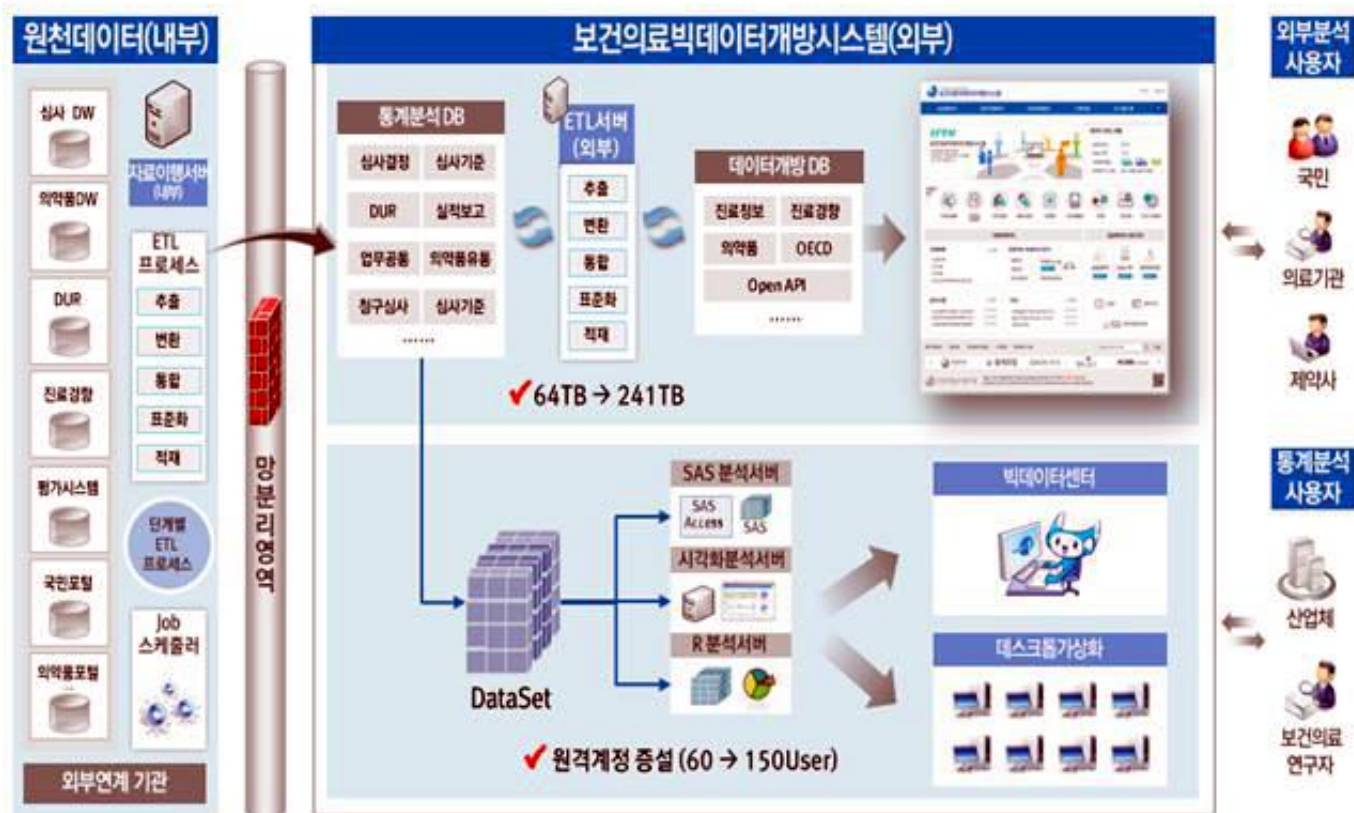 원천데이터(내부)
심사 DW
의약품DW
DUR
진료경향
평가시스템
국민포털
의약품포털
외부연계 기관
자료이행서버
(내부)
ETL
프로세스
추출
변환
통합
표준화
적재
단계별
ETL
프로세스
Job
스케줄러
망분리영역
보건의료빅데이터개방시스템(외부)
통계분석 DB
심사결정 심사기준
DUR 실적보고
업무공통 의약품유통
청구심사 심사기준
······
ETL서버
(외부)
추출
변환
통합
표준화
적재
데이터개방 DB
진료정보 진료경향
의약품 OECD
Open API
······
64TB → 241TB
DataSet
SAS 분석서버
SAS
Access
SAS
시각화분석서버
R 분석서버
빅데이터센터
데스크톱가상화
원격계정 증설 (60 → 150User)
외부분석
사용자
국민
의료기관
제약사
통계분석
사용자
산업체
보건의료
연구자